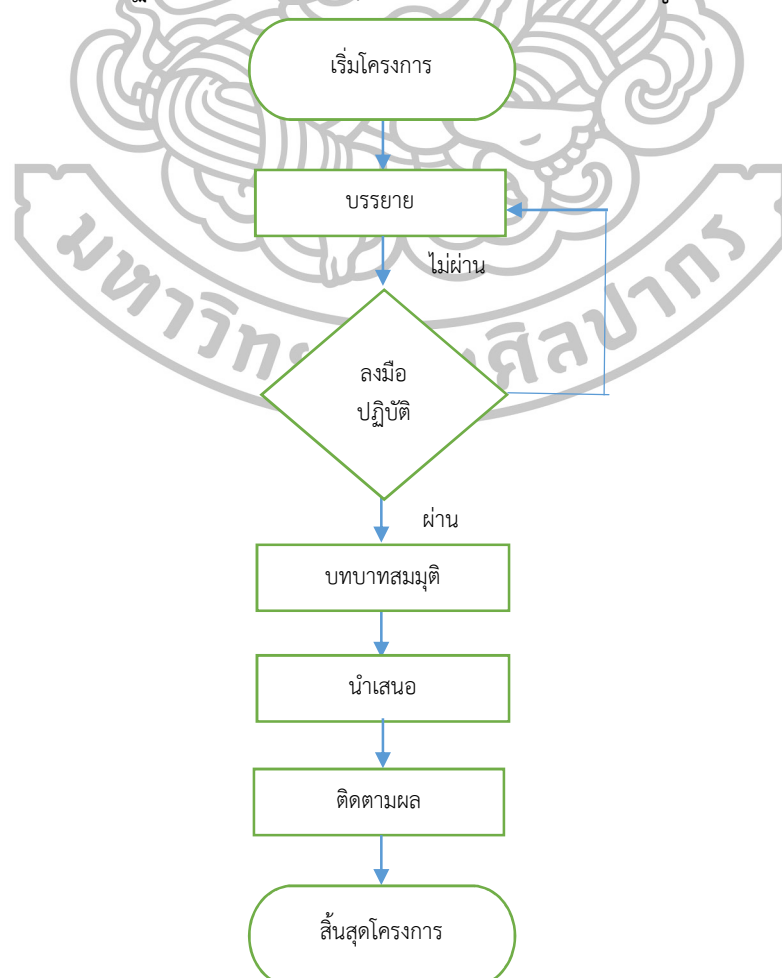 เริ่มโครงการ
บรรยาย
ไม่ผ่าน
ลงมือ
ปฏิบัติ
ผ่าน
บทบาทสมมุติ
นำเสนอ
ติดตามผล
สิ้นสุดโครงการ